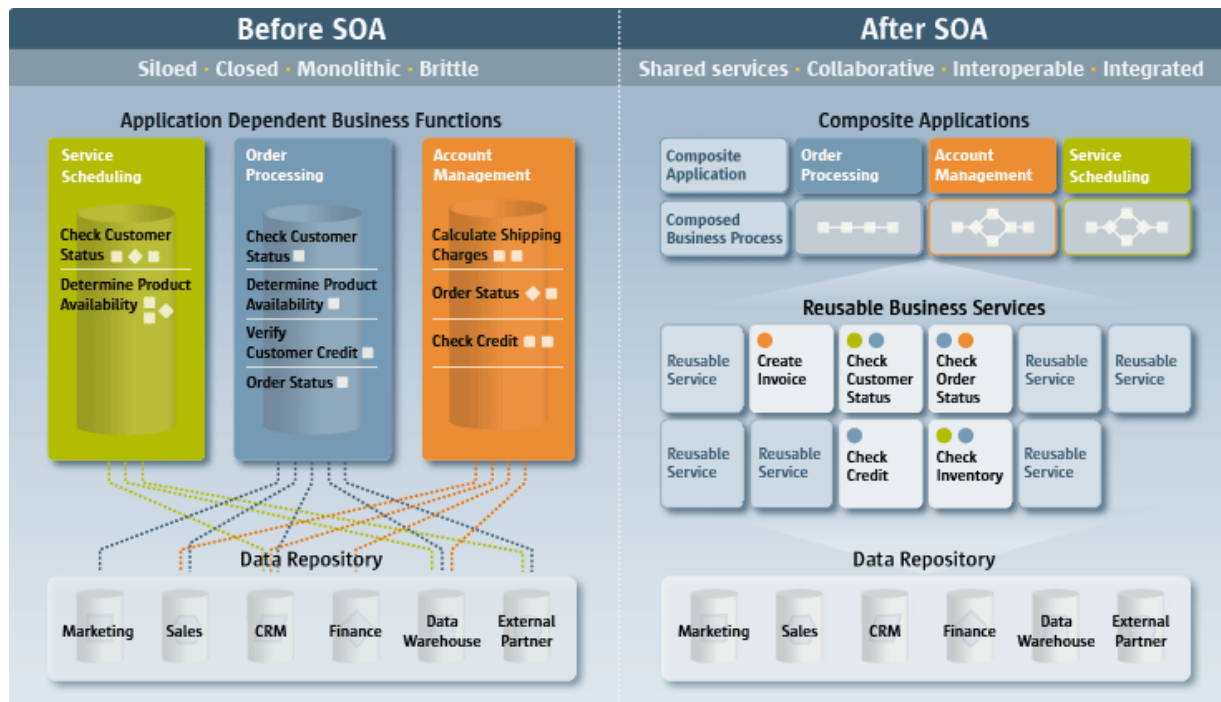 Before SOA
Siloed · Closed · Monolithic · Brittle
Application Dependent Business Functions
Service
Scheduling
Check Customer
Status
Determine Product
Availability
Order
Processing
Check Customer
Status
Determine Product
Availability
Verify
Customer Credit
Order Status
Account
Management
Calculate Shipping
Charges
Order Status
Check Credit
Data Repository
Marketing
Sales
CRM
Finance
Data
Warehouse
External
Partner
After SOA
Shared services · Collaborative · Interoperable · Integrated
Composite Applications
Composite
Application
Order
Processing
Account
Management
Service
Scheduling
Composed
Business Process
Reusable Business Services
Reusable
Service
Create
Invoice
Check
Customer
Status
Check
Order
Status
Reusable
Service
Reusable
Service
Reusable
Service
Reusable
Service
Check
Credit
Check
Inventory
Reusable
Service
Data Repository
Marketing
Sales
CRM
Finance
Data
Warehouse
External
Partner